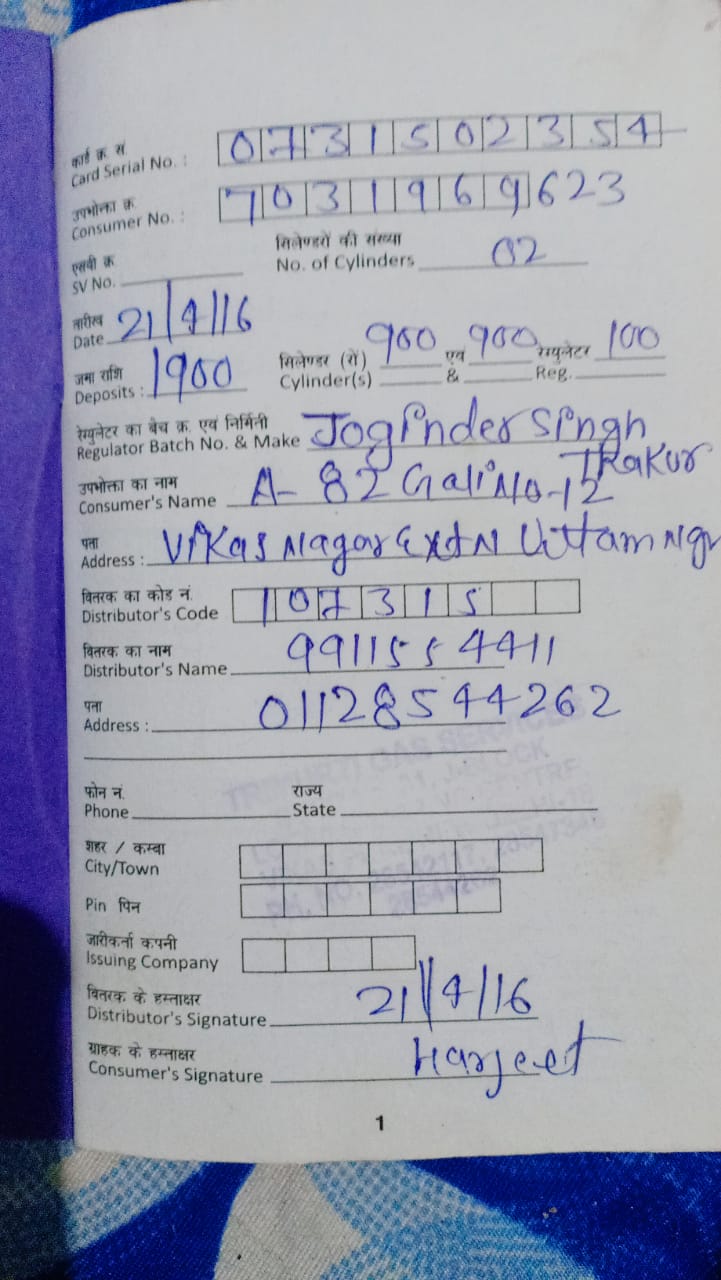 कार्ड क्र. सं.
Card Serial No. : 0731502354
उपभोक्ता क्र.
Consumer No. : 7031969623
एसवी क्र. सिलेण्डरों की संख्या
SV No. No. of Cylinders 02
तारीख
Date 21/4/16
जमा राशि सिलेण्डर (रों) 900 एवं 900 रेग्युलेटर 100
Deposits : 1900 Cylinder(s) & Reg.
रेग्युलेटर का बैच क्र. एवं निर्मिनी
Regulator Batch No. & Make Joginder Singh
उपभोक्ता का नाम Thakur
Consumer's Name A- 82 Gali No-12
पता
Address : Vikas Nagar Extn Uttam Ngr
वितरक का कोड नं.
Distributor's Code 107315
वितरक का नाम
Distributor's Name 9911554411
पता
Address : 01128544262
फोन नं. राज्य
Phone State
शहर / कस्बा
City/Town
Pin पिन
जारीकर्ता कंपनी
Issuing Company
वितरक के हस्ताक्षर
Distributor's Signature 21/4/16
ग्राहक के हस्ताक्षर
Consumer's Signature Harjeet
1